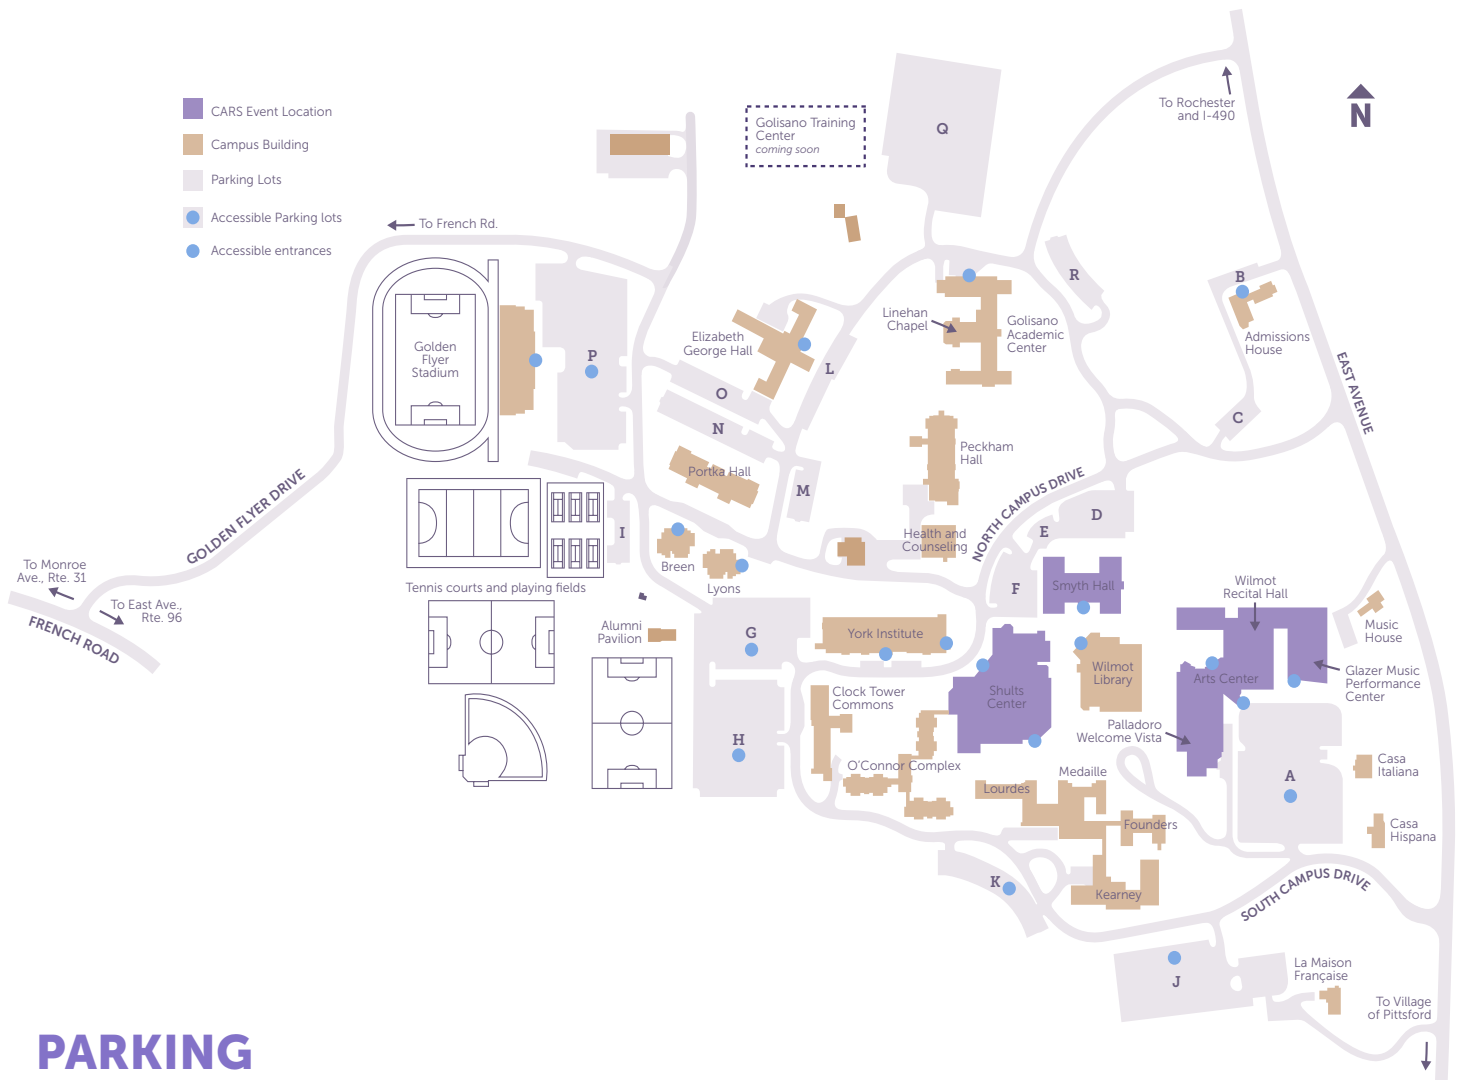 CARS Event Location
Campus Building
Parking Lots
Accessible Parking lots
Accessible entrances
Golisano Training
Center
coming soon
Q
To Rochester
and I-490
N
To French Rd.
R
B
Linehan
Chapel
Golisano
Academic
Center
Admissions
House
Elizabeth
George Hall
Golden
Flyer
Stadium
P
L
O
N
C
EAST AVENUE
Portka Hall
Peckham
Hall
M
NORTH CAMPUS DRIVE
GOLDEN FLYER DRIVE
D
E
I
Health and
Counseling
Breen
Lyons
To Monroe
Ave., Rte. 31
To East Ave.,
Rte. 96
FRENCH ROAD
Tennis courts and playing fields
F
Smyth Hall
Wilmot
Recital Hall
Music
House
Alumni
Pavilion
G
York Institute
Wilmot
Library
Arts Center
Glazer Music
Performance
Center
Clock Tower
Commons
Shults
Center
Palladoro
Welcome Vista
H
O'Connor Complex
Medaille
Lourdes
A
Casa
Italiana
Founders
Casa
Hispana
K
Kearney
SOUTH CAMPUS DRIVE
J
La Maison
Française
To Village
of Pittsford
PARKING